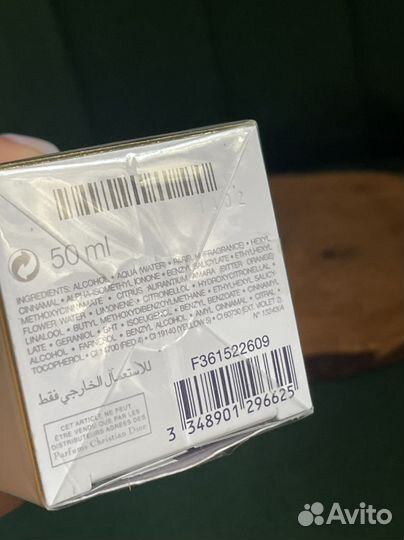 1402
50 ml
INGREDIENTS: ALCOHOL • AQUA (WATER) • PARFUM (FRAGRANCE) • HEXYL
CINNAMAL • ALPHA-ISOMETHYL IONONE • BENZYL SALICYLATE • ETHYLHEXYL
METHOXYCINNAMATE • CITRUS AURANTIUM AMARA (BITTER ORANGE)
FLOWER WATER • LIMONENE • CITRONELLOL • HYDROXYCITRONELLAL •
LINALOOL • BUTYL METHOXYDIBENZOYLMETHANE • ETHYLHEXYL SALICY-
LATE • GERANIOL • BHT • ISOEUGENOL • BENZYL BENZOATE • CINNAMYL
ALCOHOL • FARNESOL • BENZYL ALCOHOL • AMYL CINNAMAL • CITRAL •
TOCOPHEROL • CI 14700 (RED 4) • CI 19140 (YELLOW 5) • CI 60730 (EXT. VIOLET 2).
N° 13243/A
للاستعمال الخارجي فقط
F361522609
CET ARTICLE NE PEUT
ÊTRE VENDU QUE PAR LES
DISTRIBUTEURS AGRÉÉS DES
Parfums Christian Dior
3 348901 296625
Avito